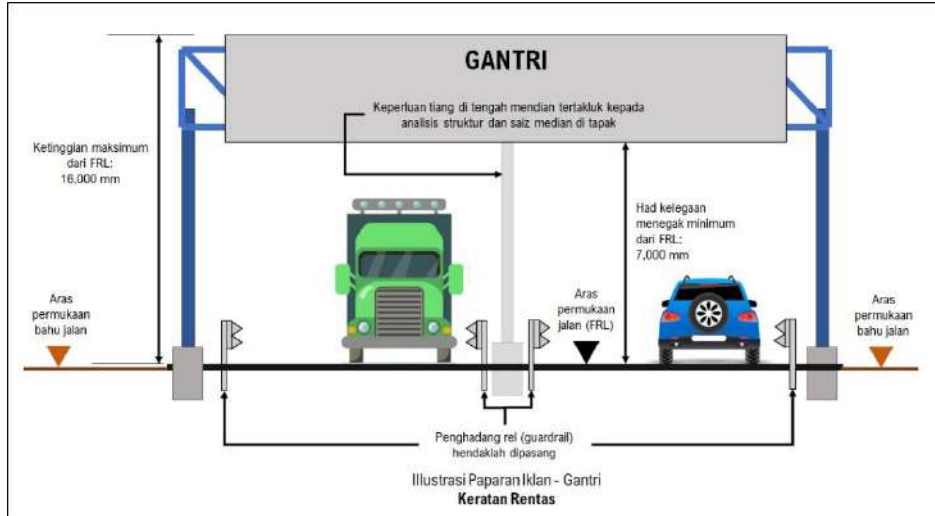 GANTRI
Keperluan tiang di tengah mendian tertakluk kepada
analisis struktur dan saiz median di tapak
Ketinggian maksimum
dari FRL:
16,000 mm
Had kelegaan
menegak minimum
dari FRL:
7,000 mm
Aras
permukaan
bahu jalan
Aras
permukaan
jalan (FRL)
Aras
permukaan
bahu jalan
Penghadang rel (guardrail)
hendaklah dipasang
Illustrasi Paparan Iklan - Gantri
Keratan Rentas